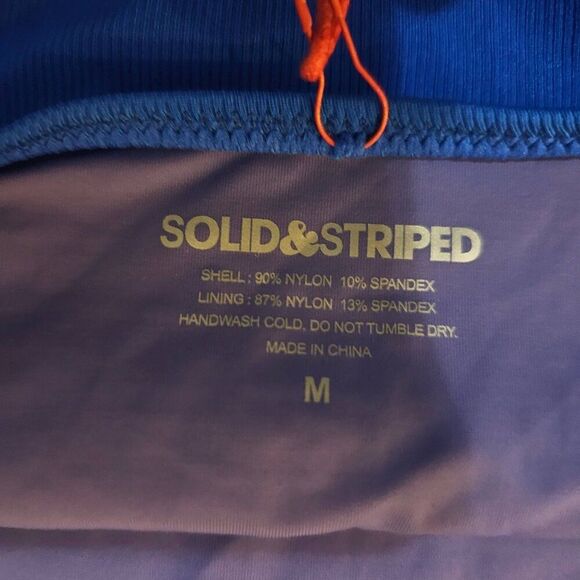 SOLID&STRIPED
SHELL : 90% NYLON 10% SPANDEX
LINING : 87% NYLON 13% SPANDEX
HANDWASH COLD, DO NOT TUMBLE DRY.
MADE IN CHINA
M